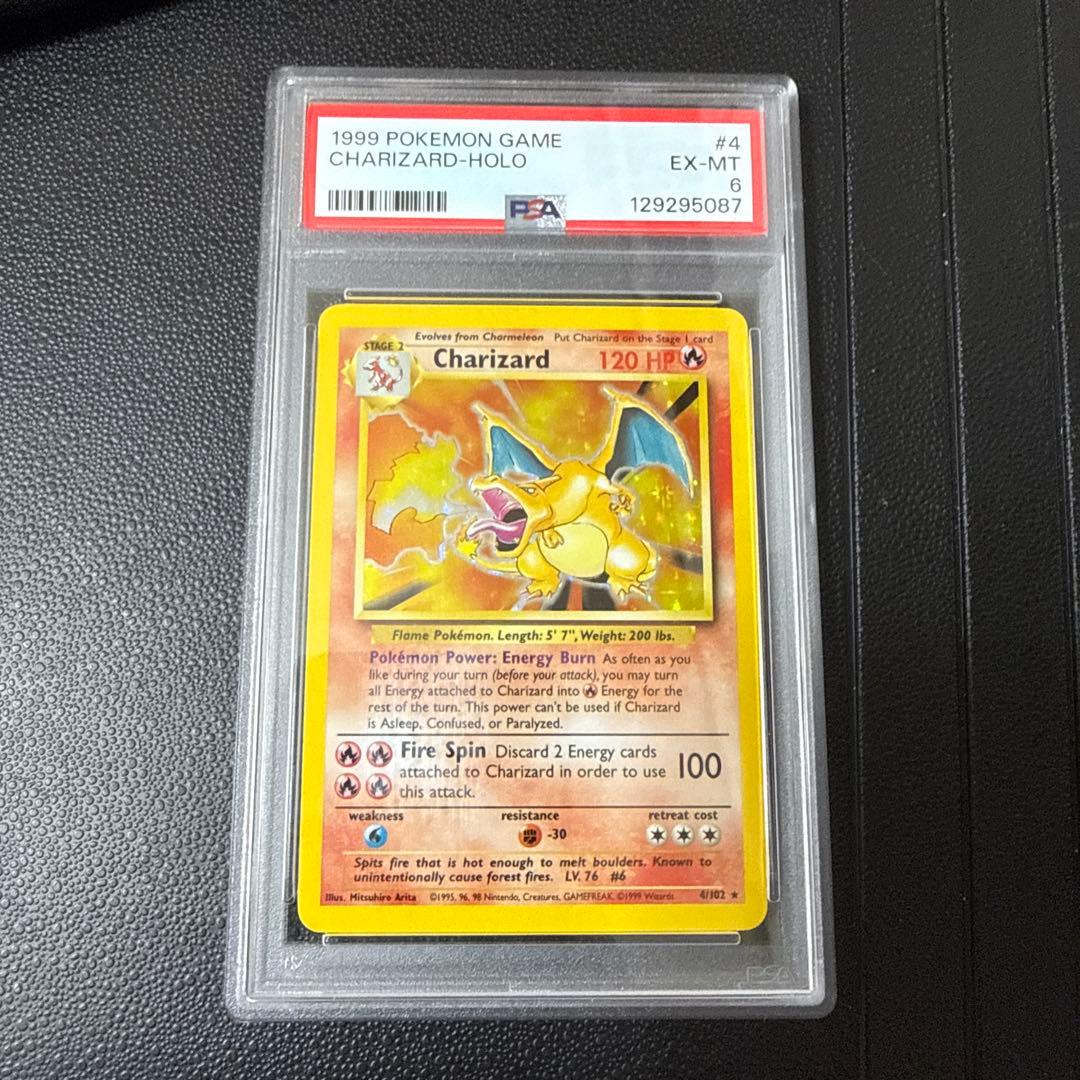 1999 POKEMON GAME #4
CHARIZARD-HOLO EX-MT
6
PSA 129295087
Evolves from Charmeleon Put Charizard on the Stage 1 card
STAGE 2
Charizard 120 HP
Flame Pokémon. Length: 5' 7", Weight: 200 lbs.
Pokémon Power: Energy Burn As often as you
like during your turn (before your attack), you may turn
all Energy attached to Charizard into Energy for the
rest of the turn. This power can't be used if Charizard
is Asleep, Confused, or Paralyzed.
Fire Spin Discard 2 Energy cards
attached to Charizard in order to use 100
this attack.
weakness resistance retreat cost
-30
Spits fire that is hot enough to melt boulders. Known to
unintentionally cause forest fires. LV. 76 #6
Illus. Mitsuhiro Arita ©1995, 96, 98 Nintendo, Creatures, GAMEFREAK. ©1999 Wizards. 4/102 ★
PSA